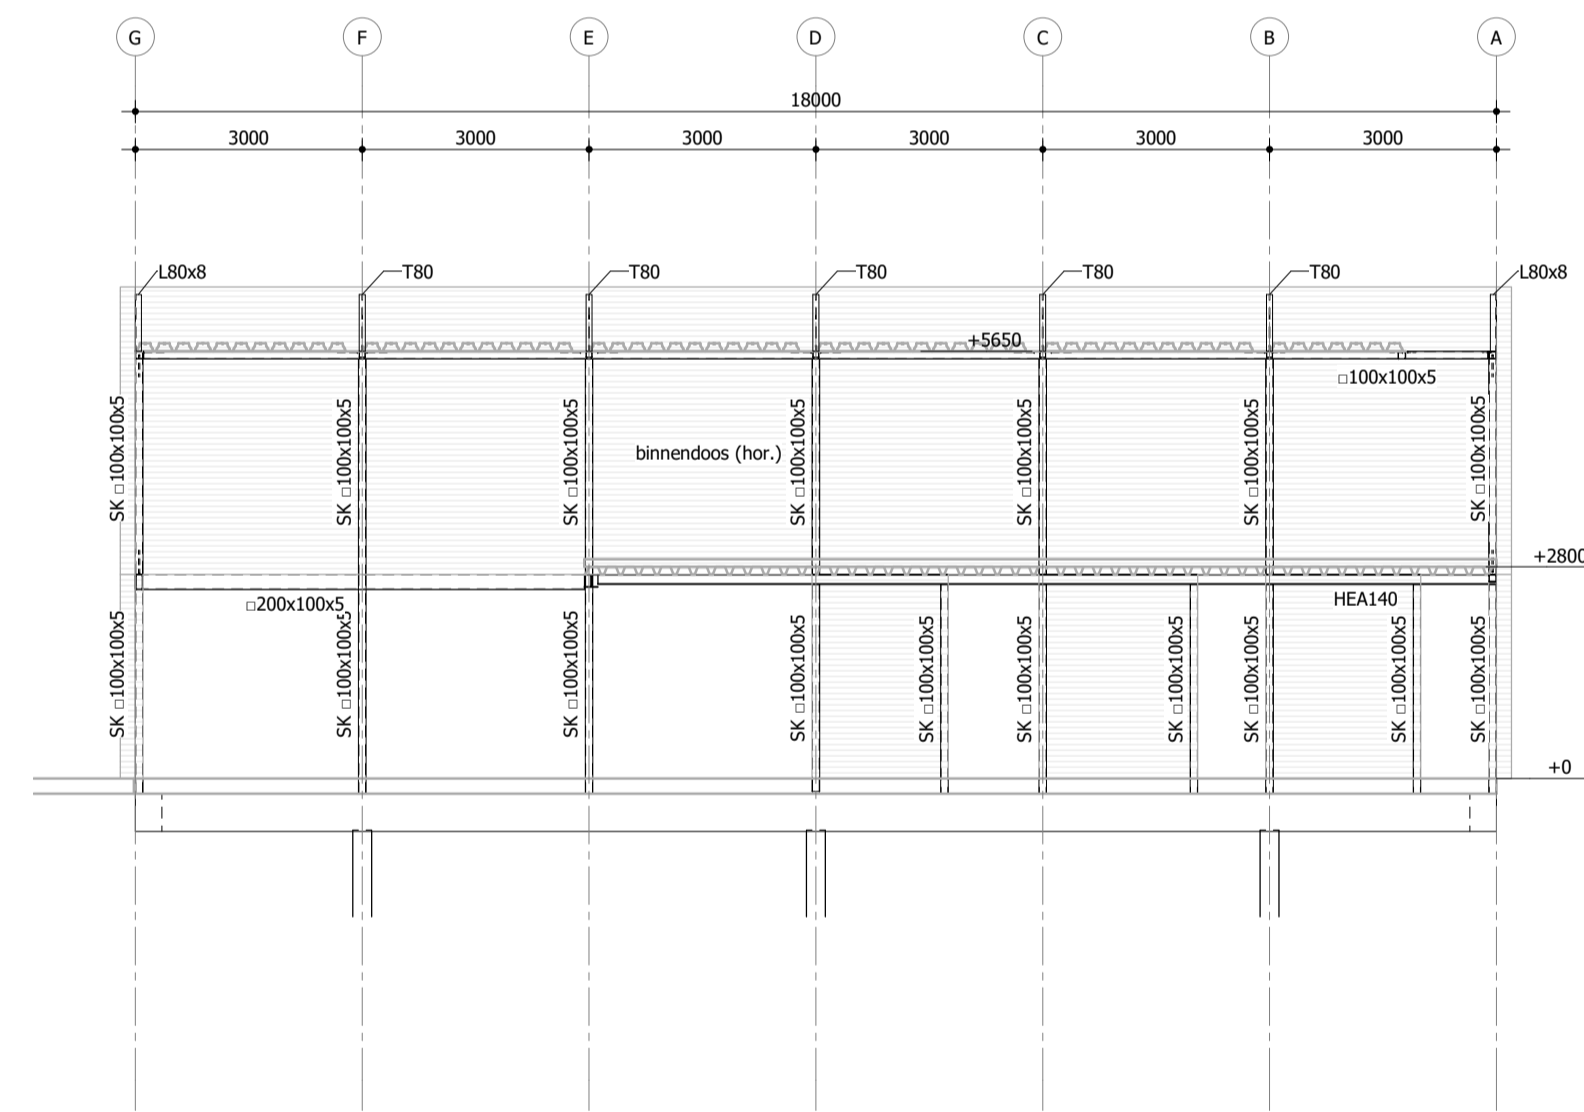 G F E D C B A
18000
3000 3000 3000 3000 3000 3000
L80x8 T80 T80 T80 T80 T80 L80x8
+5650
□100x100x5
SK □100x100x5
SK □100x100x5
SK □100x100x5
SK □100x100x5
SK □100x100x5
SK □100x100x5
SK □100x100x5
binnendoos (hor.)
+2800
□200x100x5
HEA140
SK □100x100x5
SK □100x100x5
SK □100x100x5
SK □100x100x5
SK □100x100x5
SK □100x100x5
SK □100x100x5
SK □100x100x5
SK □100x100x5
SK □100x100x5
+0